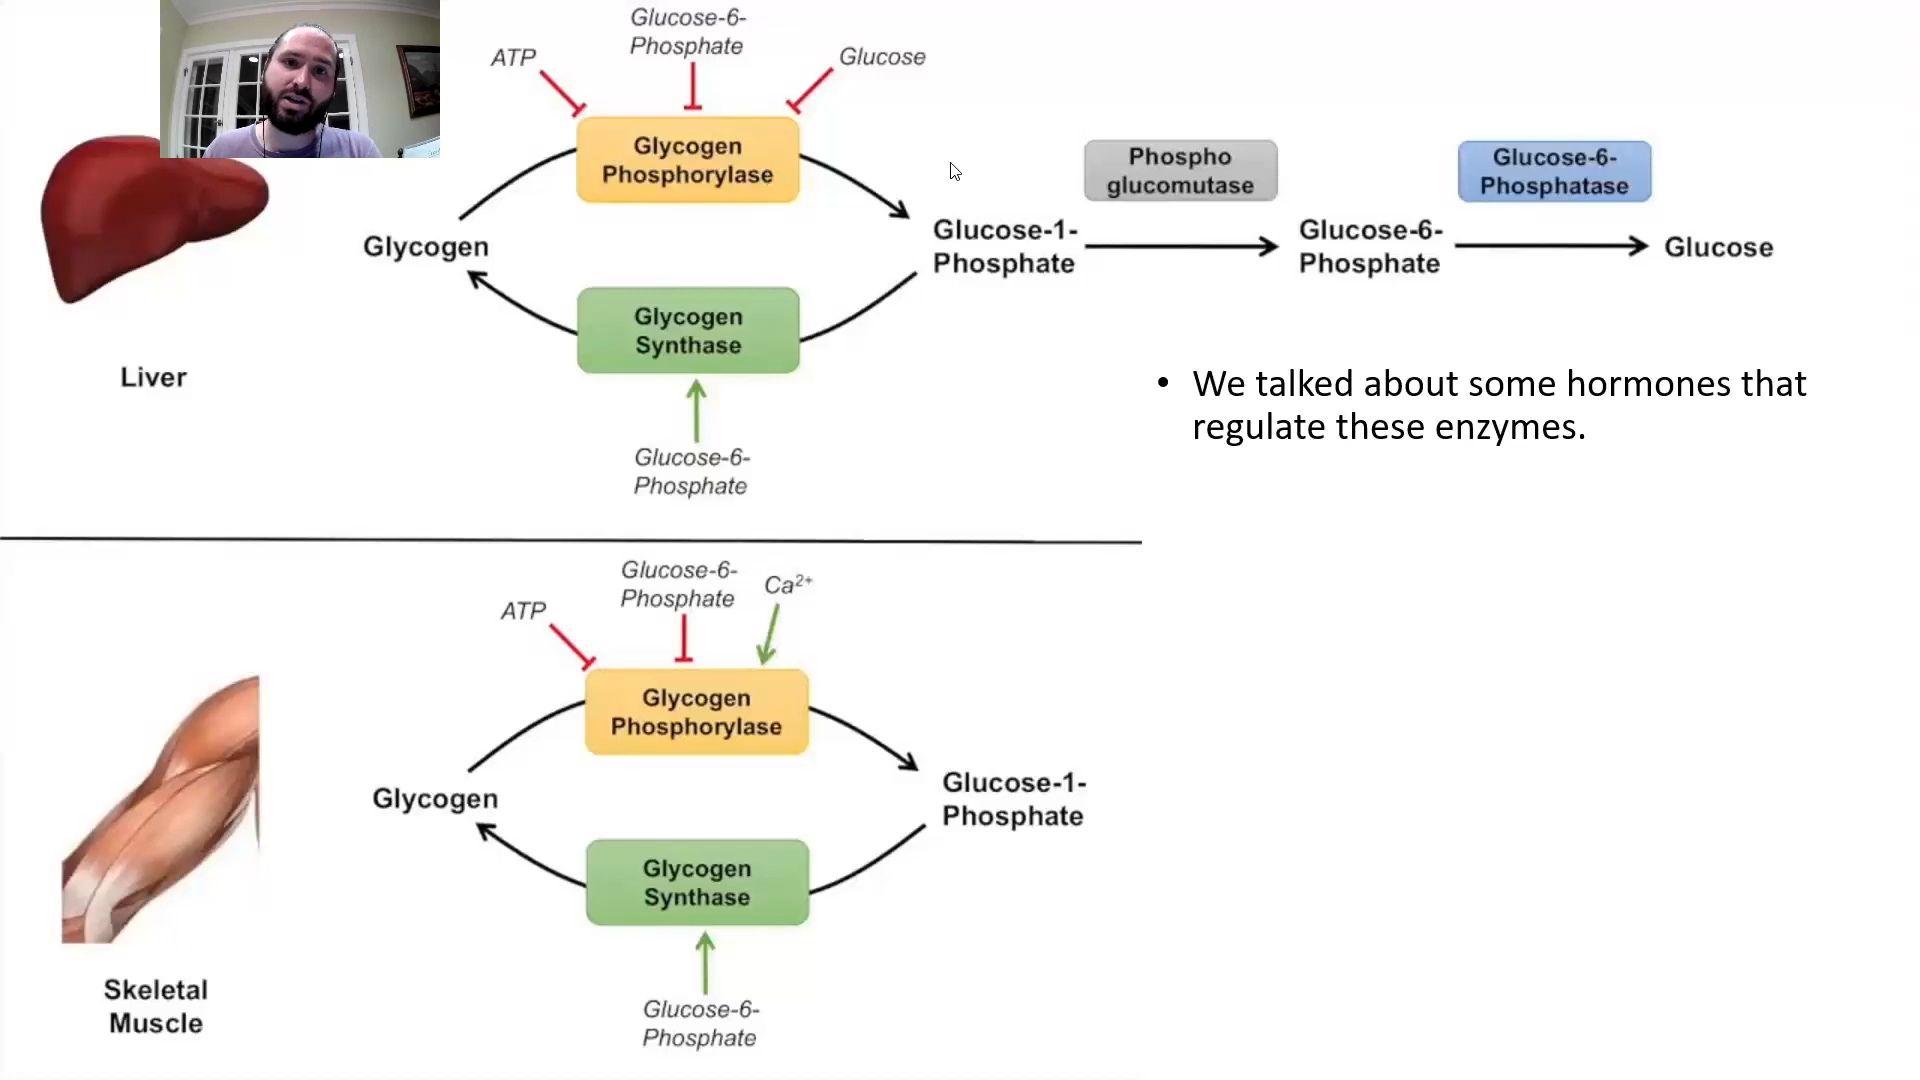 Glucose-6-
Phosphate
ATP
Glucose
Glycogen
Phosphorylase
Phospho
glucomutase
Glucose-6-
Phosphatase
Glycogen
Glucose-1-
Phosphate
Glucose-6-
Phosphate
Glucose
Glycogen
Synthase
Liver
Glucose-6-
Phosphate
• We talked about some hormones that
regulate these enzymes.
Glucose-6-
Phosphate
Ca²⁺
ATP
Glycogen
Phosphorylase
Glycogen
Glucose-1-
Phosphate
Glycogen
Synthase
Skeletal
Muscle
Glucose-6-
Phosphate